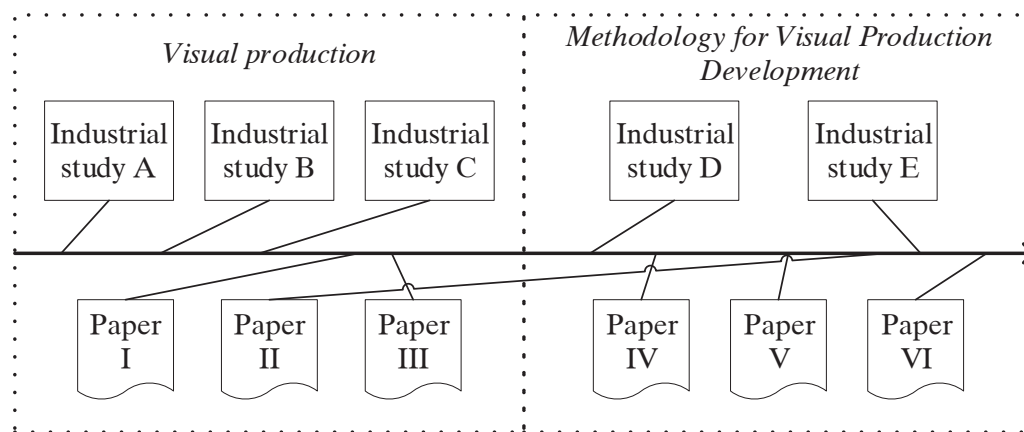 Visual production
Methodology for Visual Production
Development
Industrial
study A
Industrial
study B
Industrial
study C
Industrial
study D
Industrial
study E
Paper
I
Paper
II
Paper
III
Paper
IV
Paper
V
Paper
VI